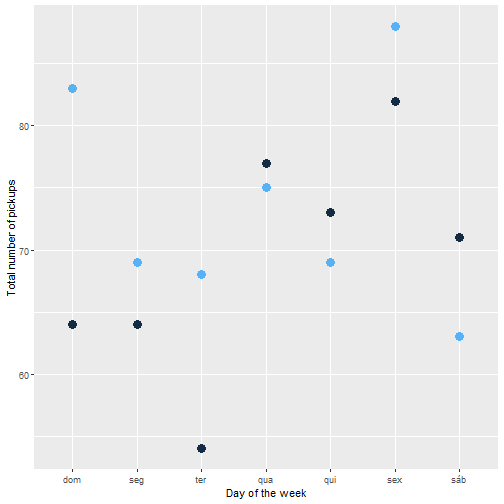 Total number of pickups
80
70
60
dom seg ter qua qui sex sáb
Day of the week